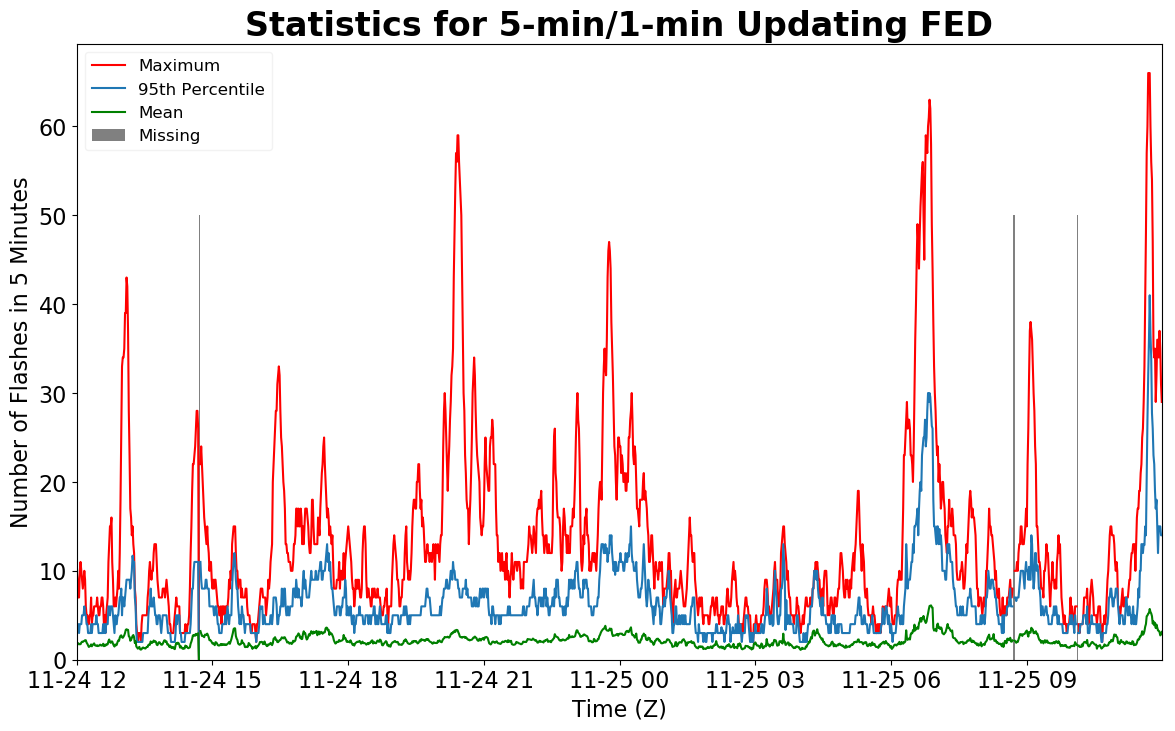 Statistics for 5-min/1-min Updating FED
Maximum
95th Percentile
Mean
Missing
Number of Flashes in 5 Minutes
60
50
40
30
20
10
0
11-24 12 11-24 15 11-24 18 11-24 21 11-25 00 11-25 03 11-25 06 11-25 09
Time (Z)